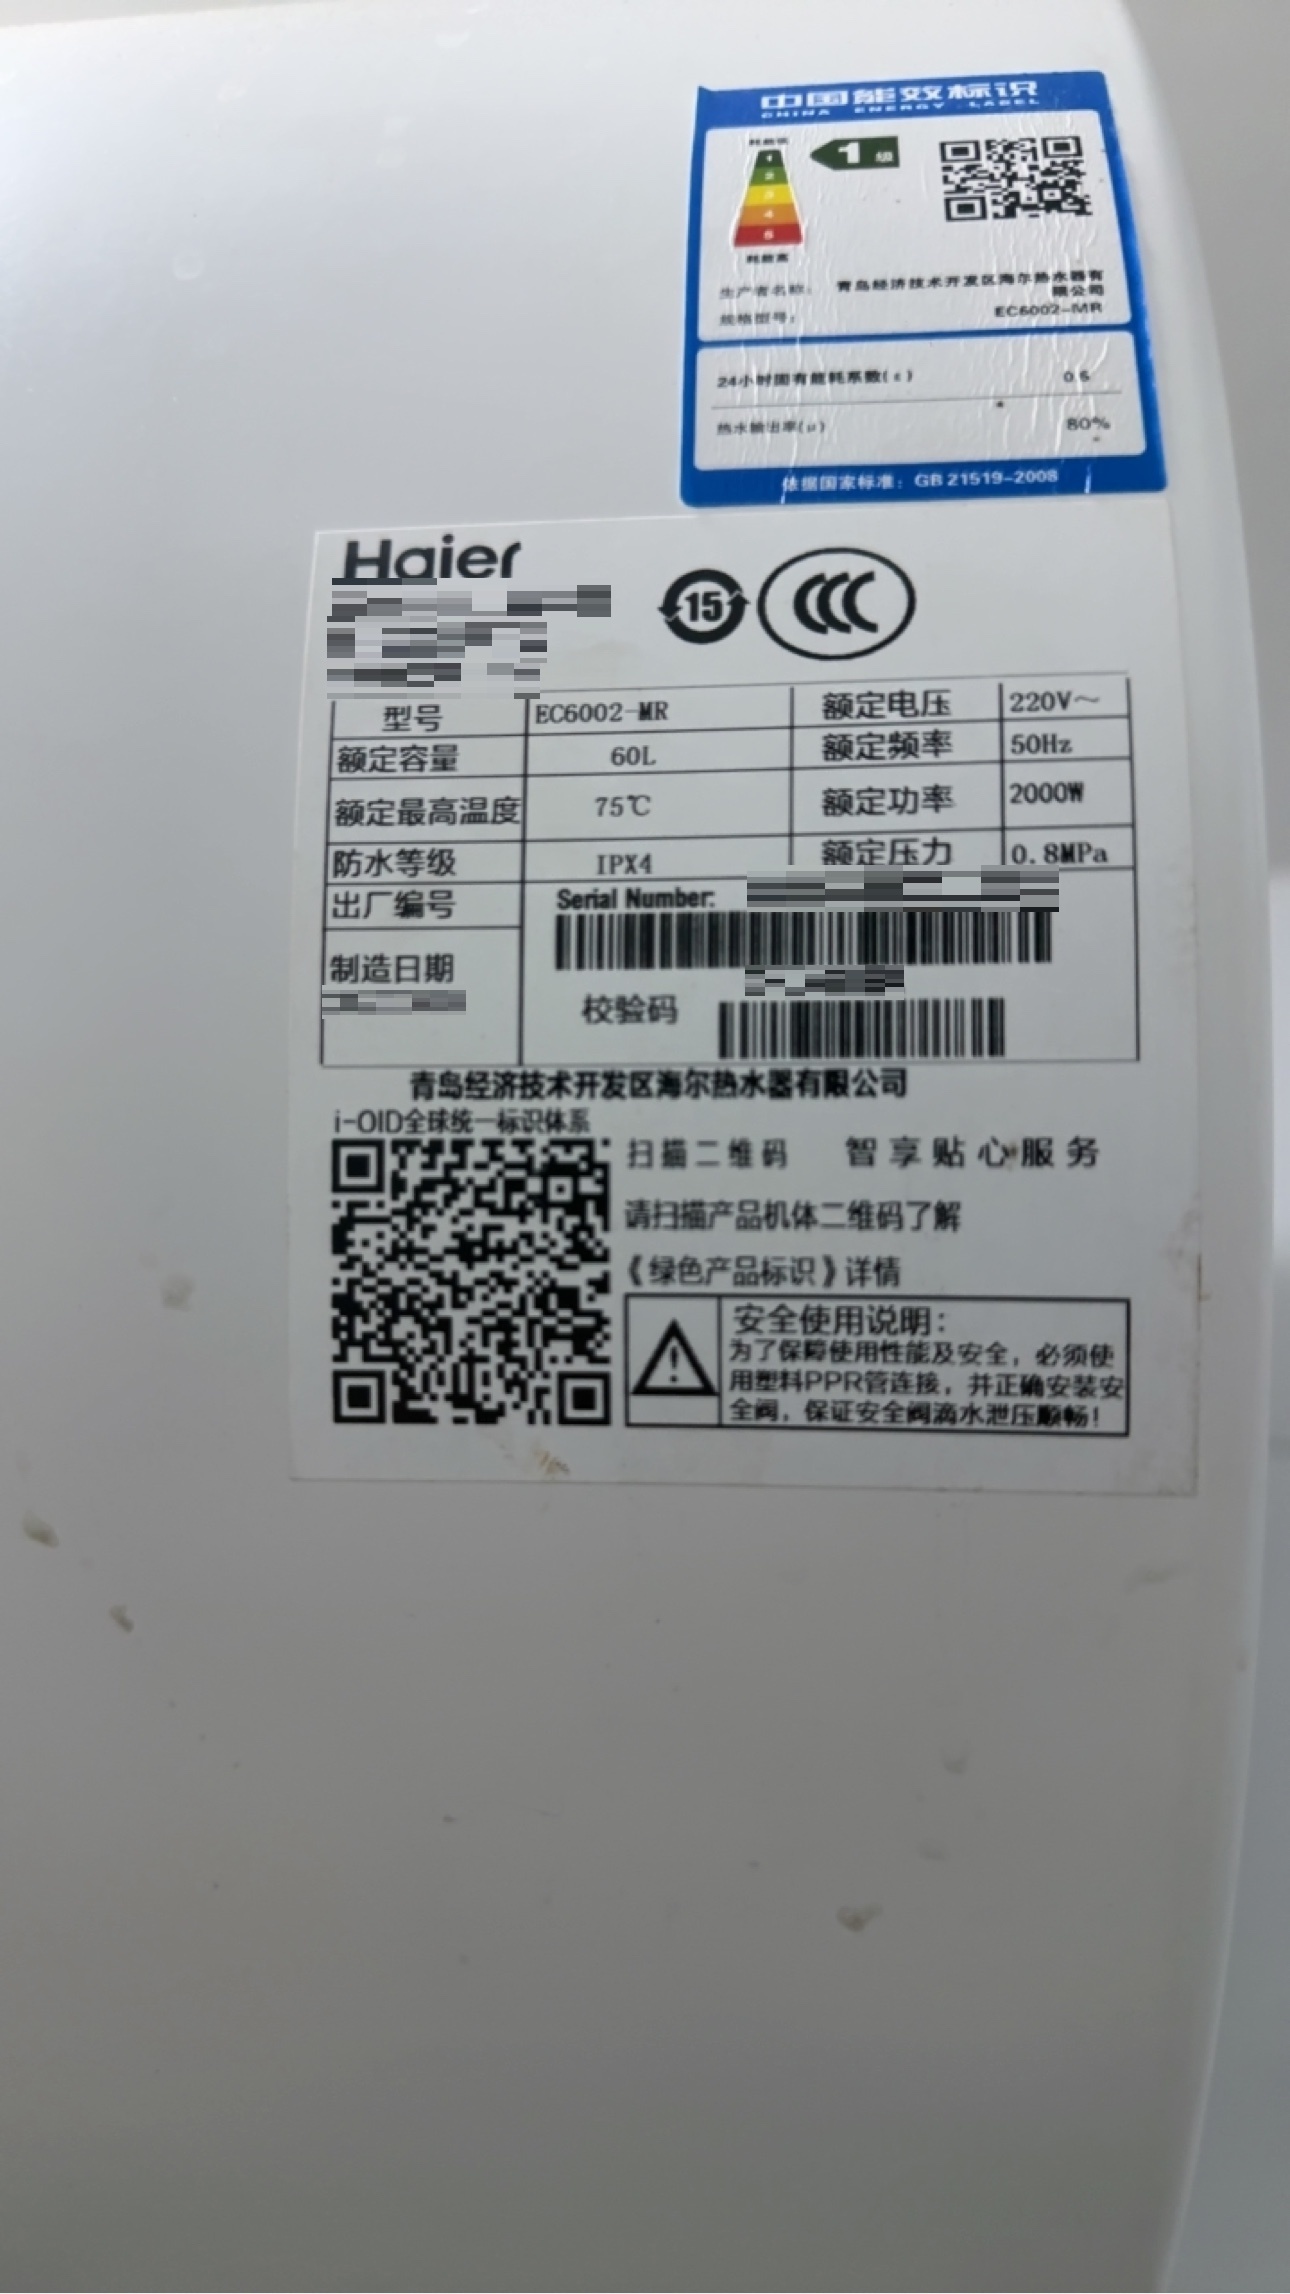 中国能效标识
CHINA ENERGY LABEL
耗能低
1
2
3
4
5
耗能高
1级
生产者名称： 青岛经济技术开发区海尔热水器有
限公司
规格型号： EC6002-MR
24小时固有能耗系数(ε) 0.6
热水输出率(μ) 80%
依据国家标准：GB 21519-2008
Haier
15
CCC
型号 EC6002-MR 额定电压 220V～
额定容量 60L 额定频率 50Hz
额定最高温度 75℃ 额定功率 2000W
防水等级 IPX4 额定压力 0.8MPa
出厂编号 Serial Number:
制造日期
校验码
青岛经济技术开发区海尔热水器有限公司
i-OID全球统一标识体系
扫描二维码 智享贴心服务
请扫描产品机体二维码了解
《绿色产品标识》详情
安全使用说明：
为了保障使用性能及安全，必须使
用塑料PPR管连接，并正确安装安
全阀，保证安全阀滴水泄压顺畅！